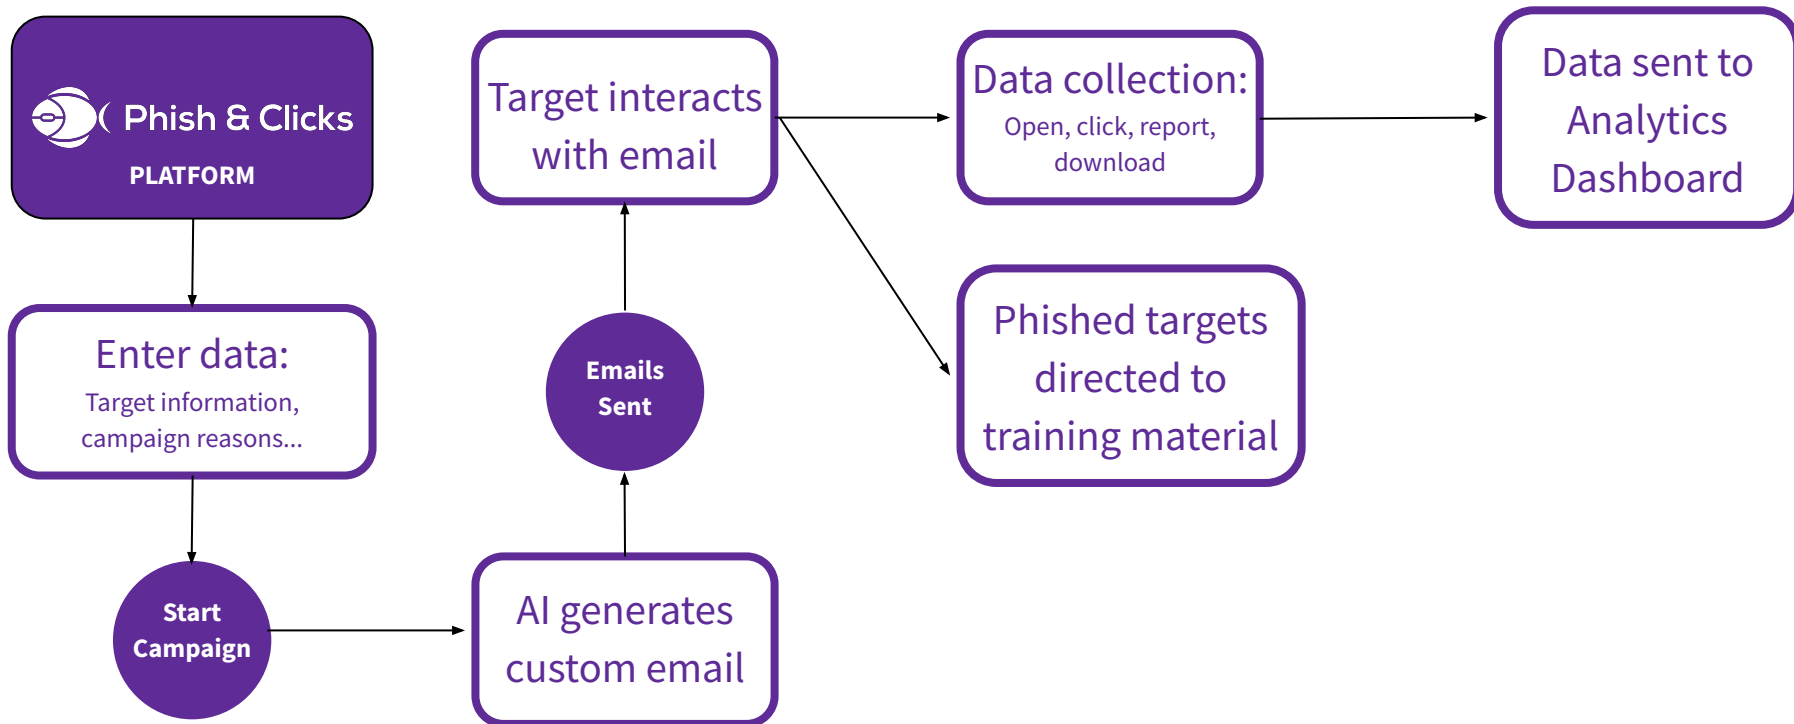 Phish & Clicks
PLATFORM
Enter data:
Target information,
campaign reasons...
Start
Campaign
AI generates
custom email
Emails
Sent
Target interacts
with email
Data collection:
Open, click, report,
download
Phished targets
directed to
training material
Data sent to
Analytics
Dashboard